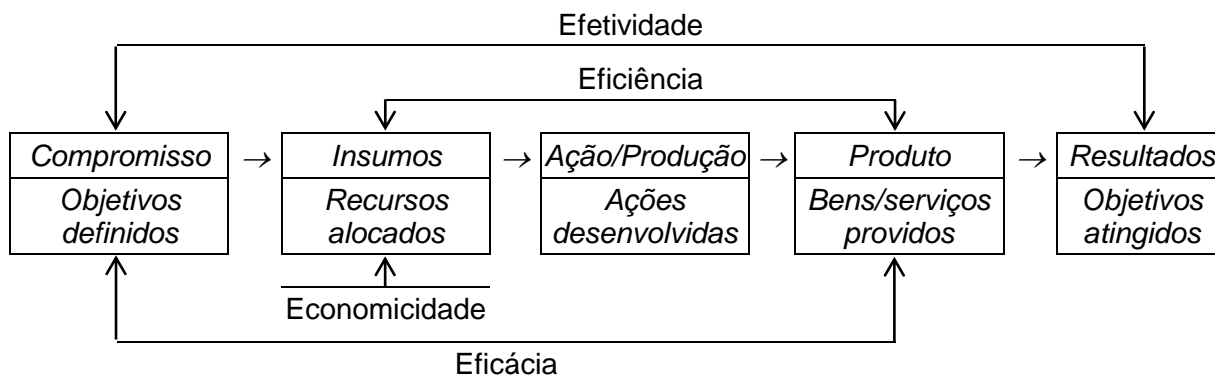 Efetividade
Eficiência
Compromisso → Insumos → Ação/Produção → Produto → Resultados
Objetivos definidos
Recursos alocados
Ações desenvolvidas
Bens/serviços providos
Objetivos atingidos
Economicidade
Eficácia